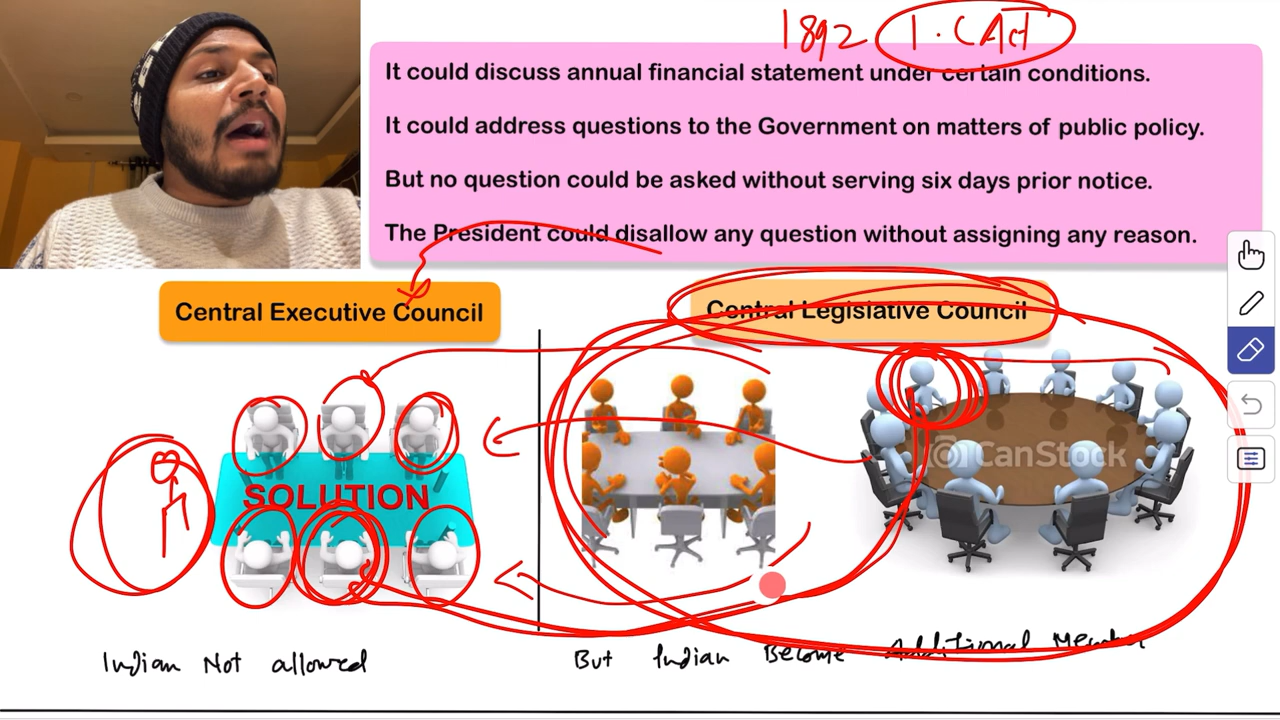 1892 I.C Act
It could discuss annual financial statement under certain conditions.
It could address questions to the Government on matters of public policy.
But no question could be asked without serving six days prior notice.
The President could disallow any question without assigning any reason.
Central Executive Council
Central Legislative Council
SOLUTION
CanStock
Indian Not allowed
But Indian Become Additional Member